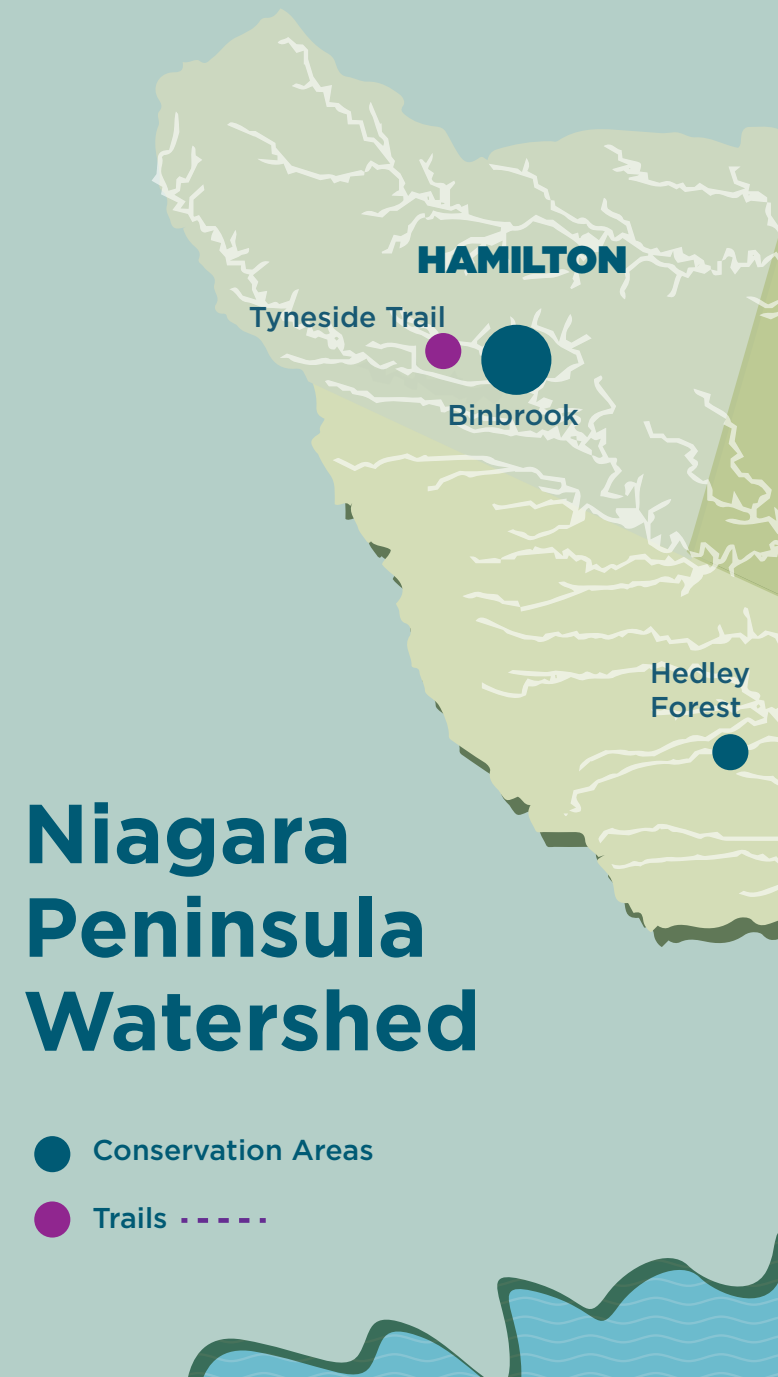 HAMILTON
Tyneside Trail
Binbrook
Hedley
Forest
Niagara
Peninsula
Watershed
Conservation Areas
Trails